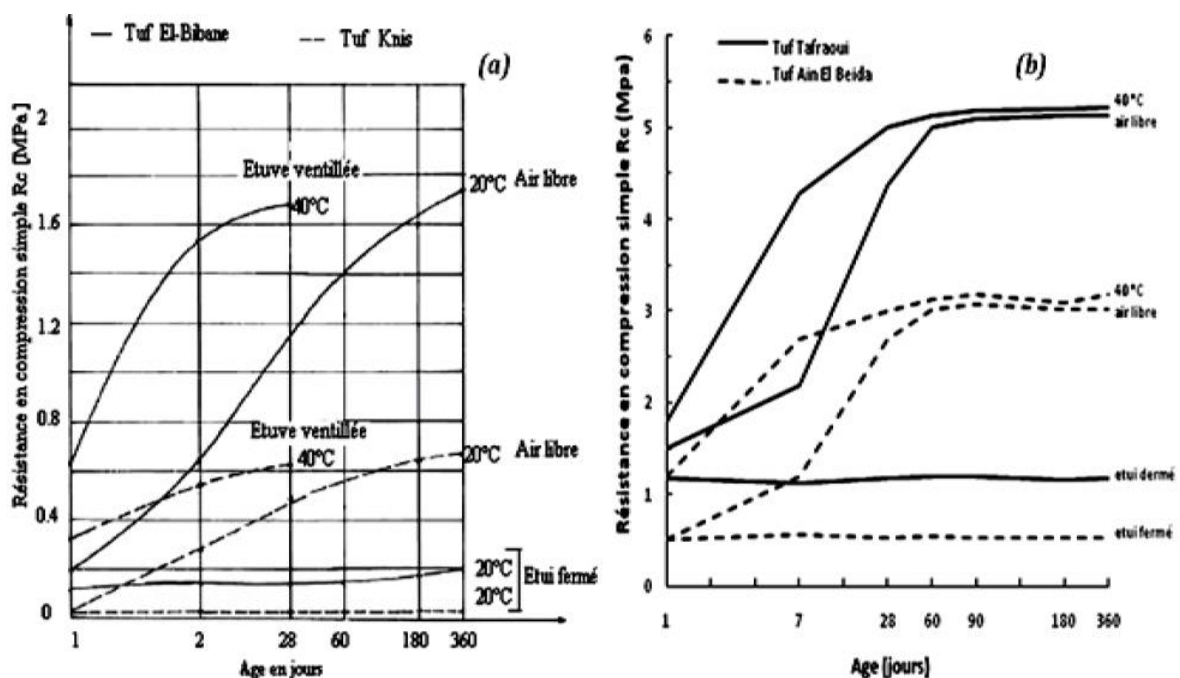 Tuf El-Bibane
Tuf Knis
(a)
Résistance en compression simple Rc [MPa]
2
1.6
1.2
0.8
0.4
0
Etuve ventillée
40°C
20°C Air libre
Etuve ventillée
40°C
20°C Air libre
20°C
20°C
Etui fermé
1 2 28 60 180 360
Age en jours
Tuf Tafraoui
Tuf Ain El Beida
(b)
Résistance en compression simple Rc (Mpa)
6
5
4
3
2
1
0
40°C
air libre
40°C
air libre
etui dermé
etui fermé
1 7 28 60 90 180 360
Age (jours)